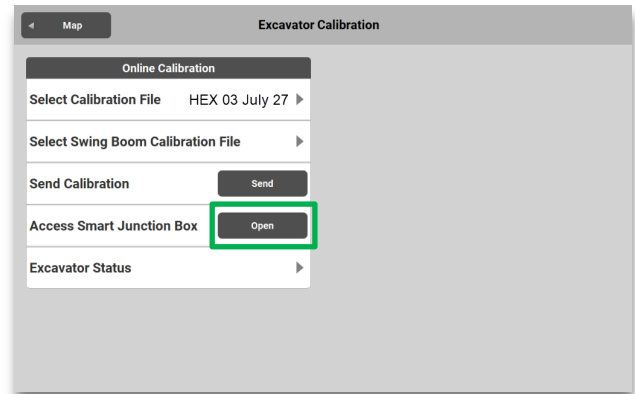 Map
Excavator Calibration
Online Calibration
Select Calibration File HEX 03 July 27
Select Swing Boom Calibration File
Send Calibration Send
Access Smart Junction Box Open
Excavator Status